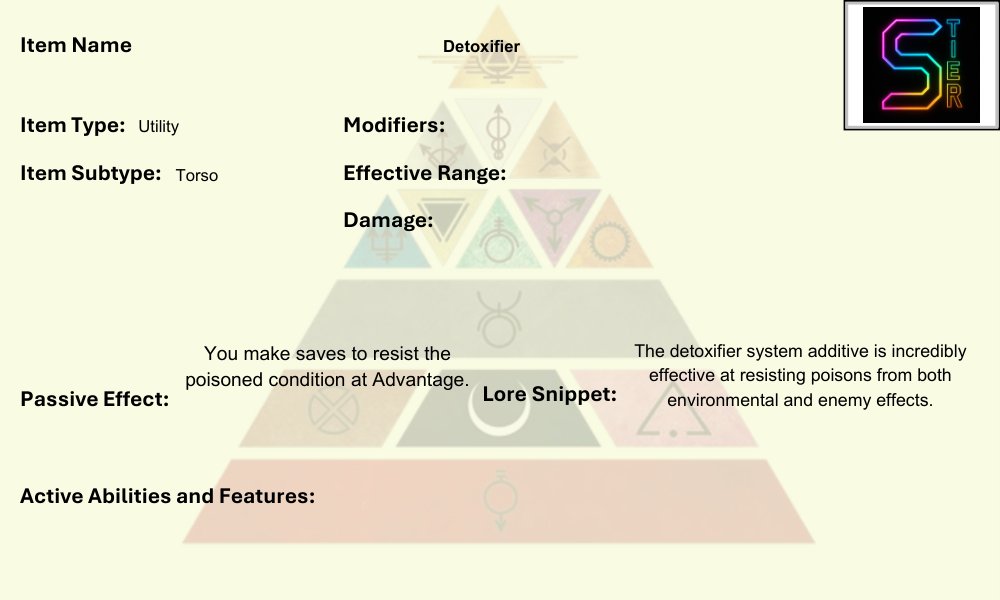 Item Name
Detoxifier
S TIER
Item Type: Utility
Modifiers:
Item Subtype: Torso
Effective Range:
Damage:
Passive Effect:
You make saves to resist the
poisoned condition at Advantage.
Lore Snippet:
The detoxifier system additive is incredibly
effective at resisting poisons from both
environmental and enemy effects.
Active Abilities and Features: